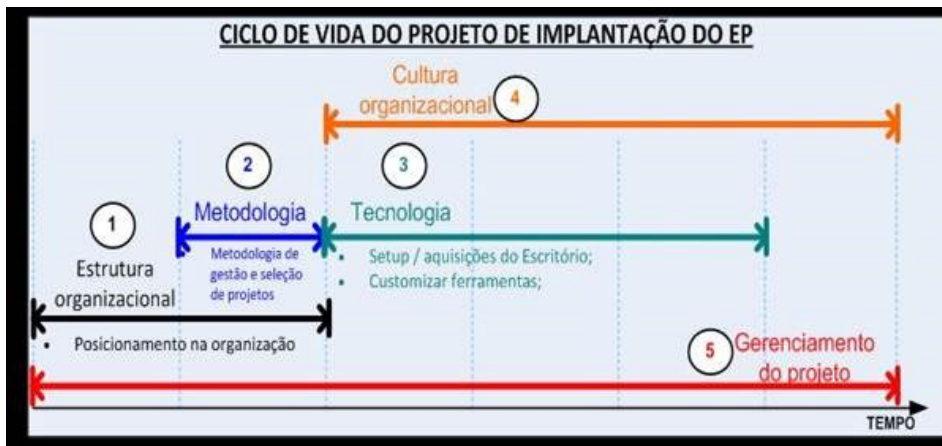 CICLO DE VIDA DO PROJETO DE IMPLANTAÇÃO DO EP
Cultura
organizacional
4
2
3
Metodologia
Tecnologia
1
Metodologia de
gestão e seleção
de projetos
• Setup / aquisições do Escritório;
• Customizar ferramentas;
Estrutura
organizacional
• Posicionamento na organização
5
Gerenciamento
do projeto
TEMPO